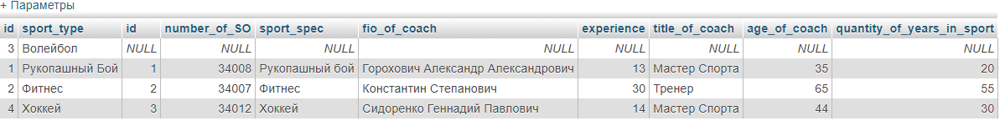 + Параметры
id sport_type id number_of_SO sport_spec fio_of_coach experience title_of_coach age_of_coach quantity_of_years_in_sport
3 Волейбол NULL NULL NULL NULL NULL NULL NULL NULL
1 Рукопашный Бой 1 34008 Рукопашный бой Горохович Александр Александрович 13 Мастер Спорта 35 20
2 Фитнес 2 34007 Фитнес Константин Степанович 30 Тренер 65 55
4 Хоккей 3 34012 Хоккей Сидоренко Геннадий Павлович 14 Мастер Спорта 44 30